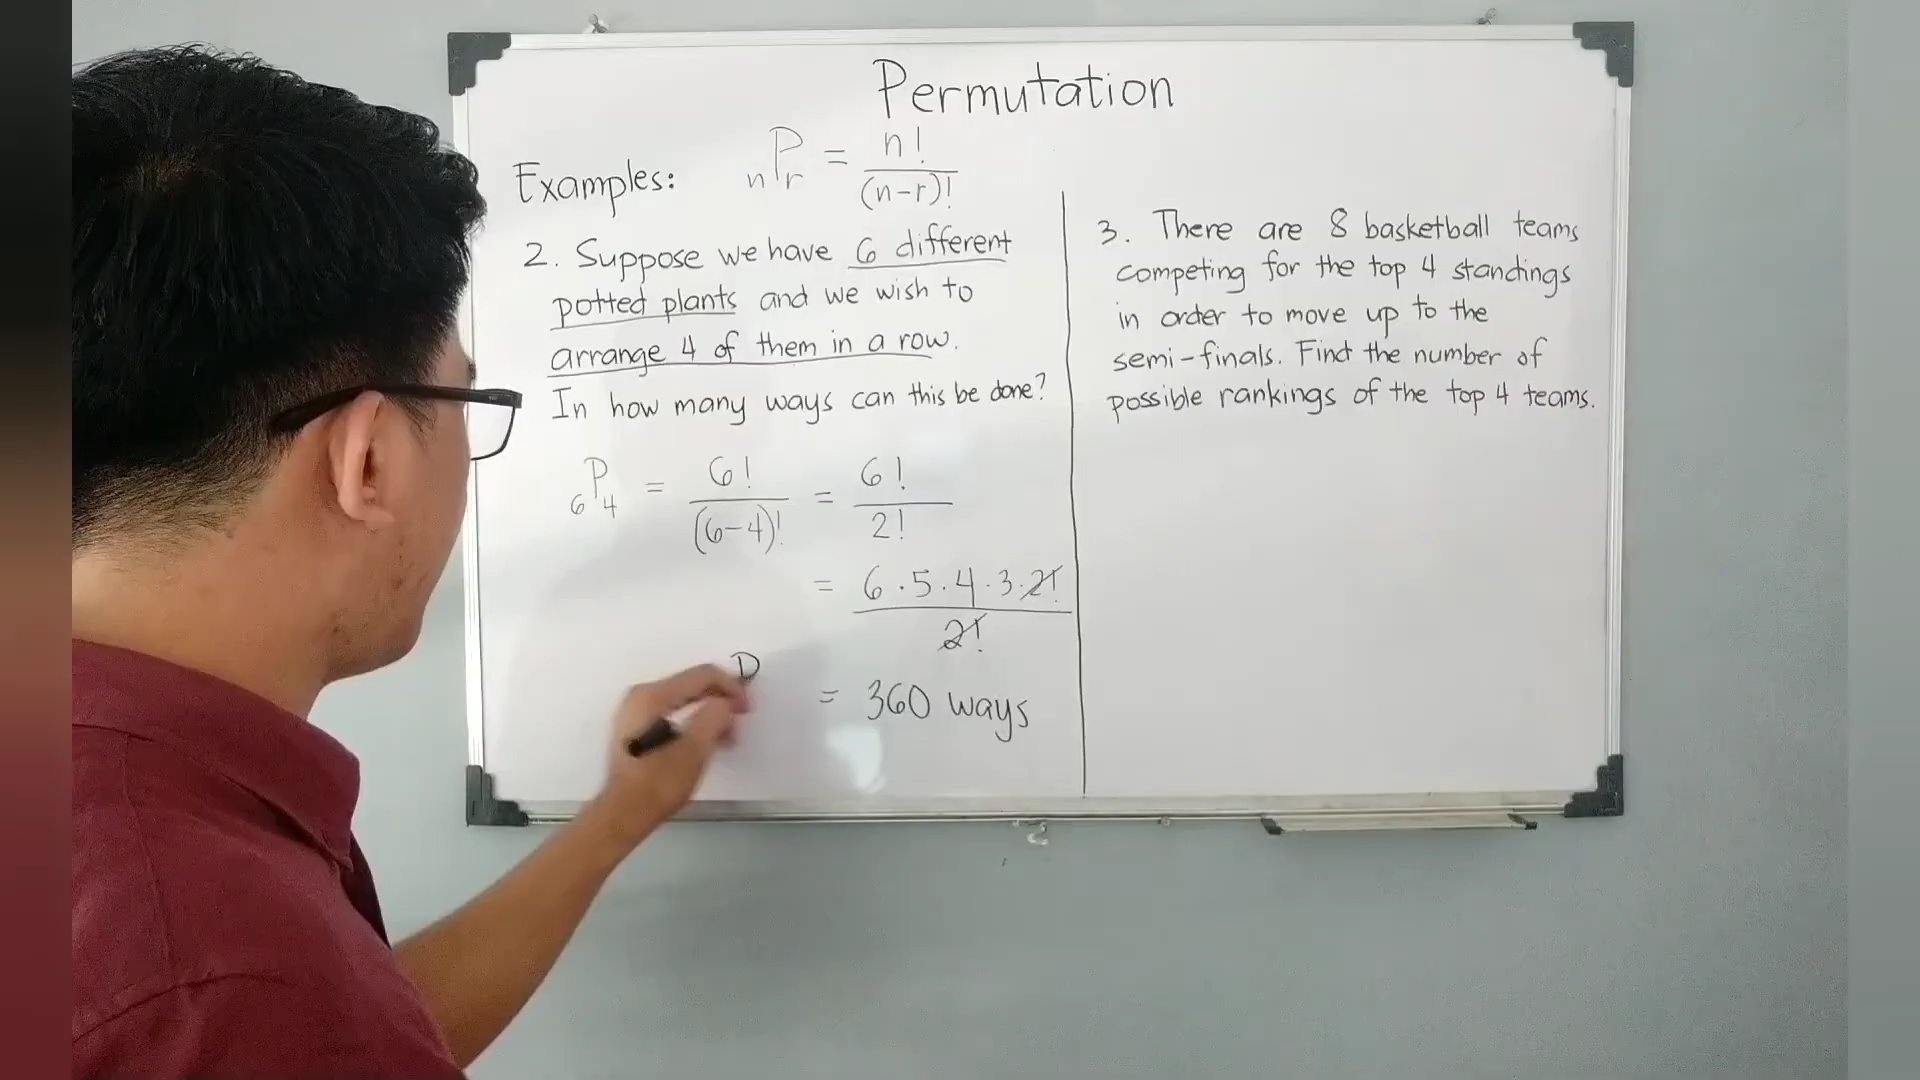 Permutation
Examples:
nPr = n! / (n-r)!
2. Suppose we have 6 different
potted plants and we wish to
arrange 4 of them in a row.
In how many ways can this be done?
6P4 = 6! / (6-4)! = 6! / 2!
= 6 · 5 · 4 · 3 · 2! / 2!
P
= 360 ways
3. There are 8 basketball teams
competing for the top 4 standings
in order to move up to the
semi-finals. Find the number of
possible rankings of the top 4 teams.